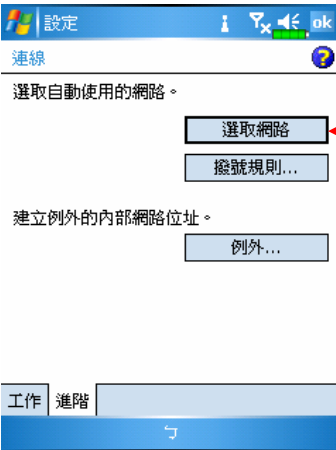 設定
ok
連線
選取自動使用的網路。
選取網路
撥號規則...
建立例外的內部網路位址。
例外...
工作 進階
ㄅ